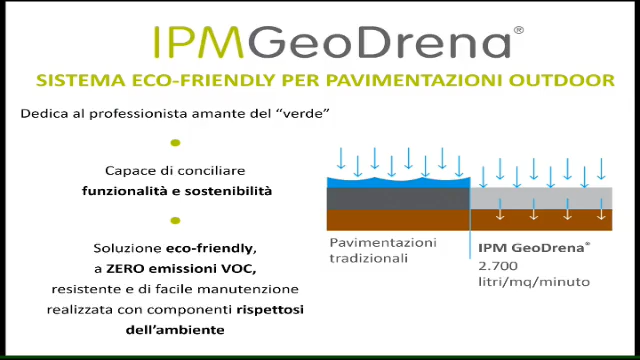 IPMGeoDrena®
SISTEMA ECO-FRIENDLY PER PAVIMENTAZIONI OUTDOOR
Dedica al professionista amante del “verde”
Capace di conciliare
funzionalità e sostenibilità
Soluzione eco-friendly,
a ZERO emissioni VOC,
resistente e di facile manutenzione
realizzata con componenti rispettosi
dell’ambiente
Pavimentazioni
tradizionali
IPM GeoDrena®
2.700
litri/mq/minuto